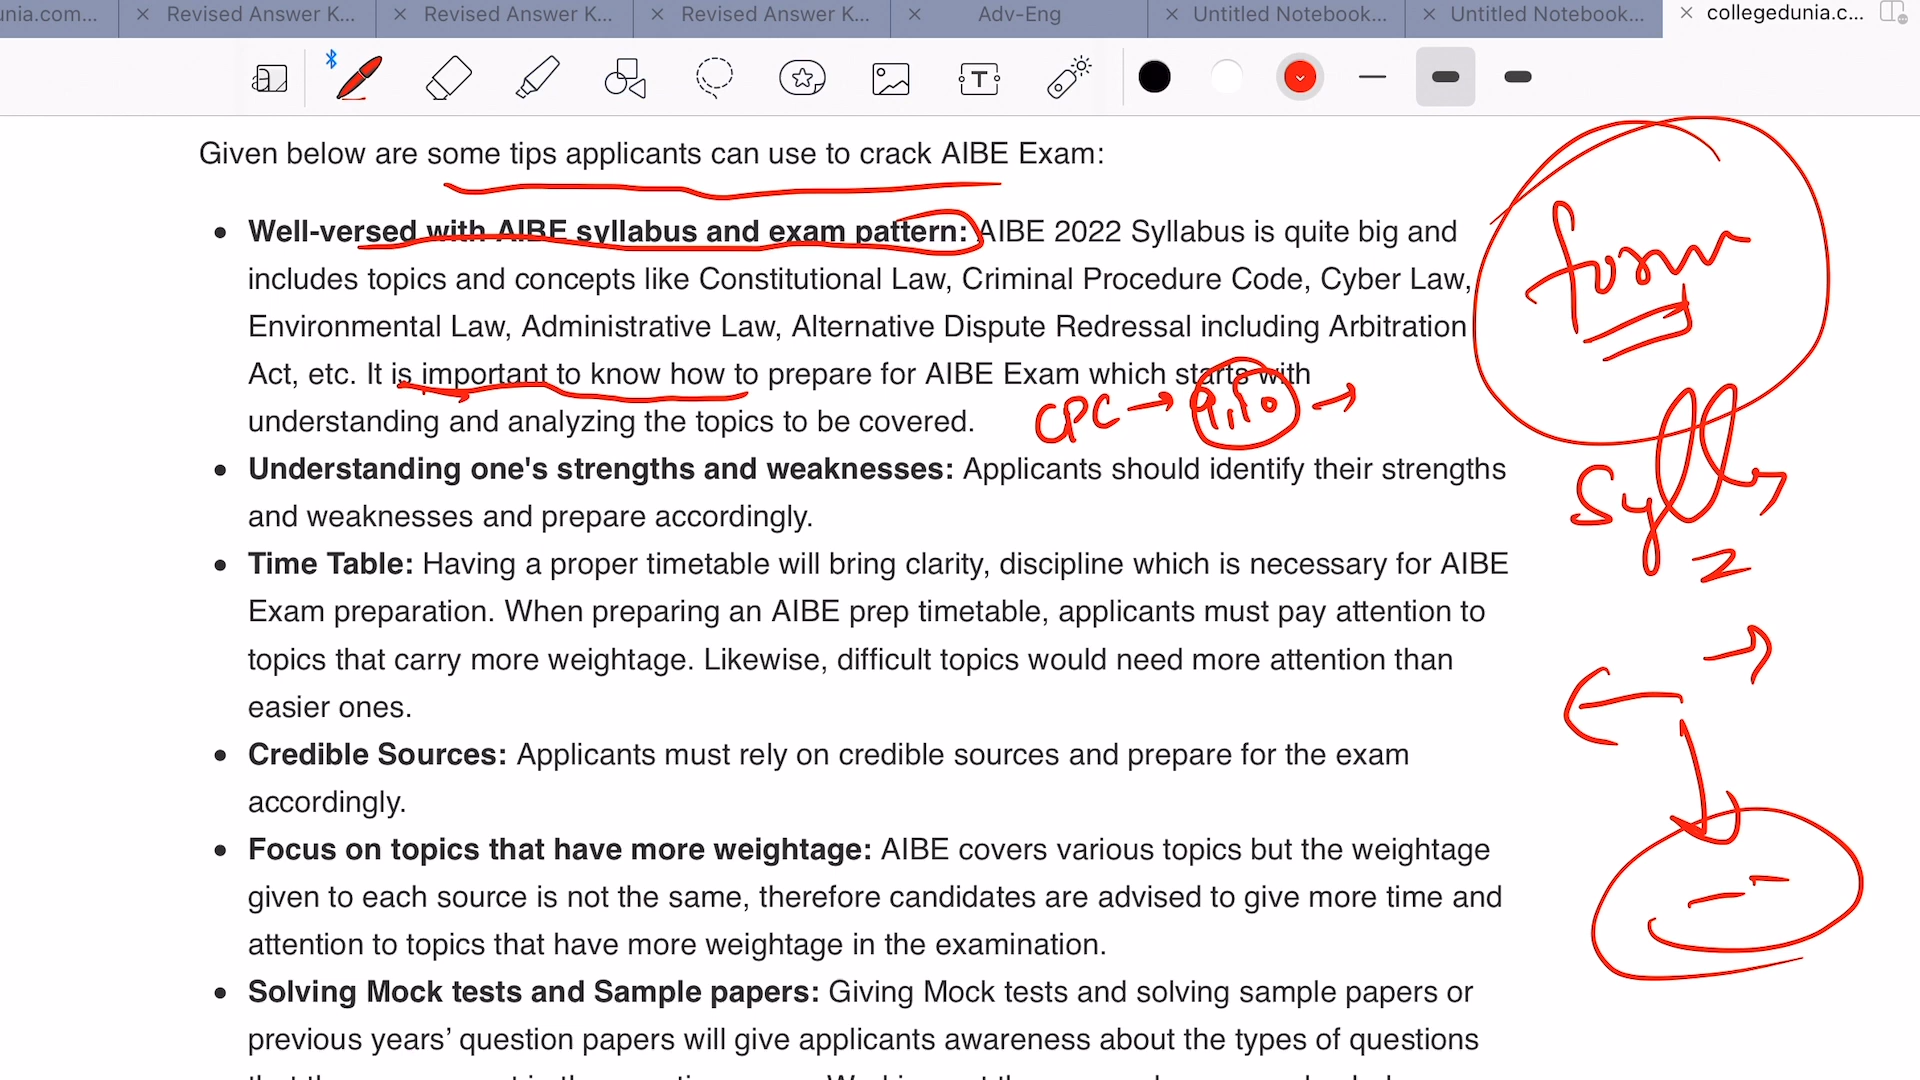 unia.com...
Revised Answer K...
Revised Answer K...
Revised Answer K...
Adv-Eng
Untitled Notebook...
Untitled Notebook...
collegedunia.c...
T
Given below are some tips applicants can use to crack AIBE Exam:
• Well-versed with AIBE syllabus and exam pattern: AIBE 2022 Syllabus is quite big and
includes topics and concepts like Constitutional Law, Criminal Procedure Code, Cyber Law,
Environmental Law, Administrative Law, Alternative Dispute Redressal including Arbitration
Act, etc. It is important to know how to prepare for AIBE Exam which starts with
understanding and analyzing the topics to be covered.
CPC → 9,10 →
form
• Understanding one's strengths and weaknesses: Applicants should identify their strengths
and weaknesses and prepare accordingly.
• Time Table: Having a proper timetable will bring clarity, discipline which is necessary for AIBE
Exam preparation. When preparing an AIBE prep timetable, applicants must pay attention to
topics that carry more weightage. Likewise, difficult topics would need more attention than
easier ones.
• Credible Sources: Applicants must rely on credible sources and prepare for the exam
accordingly.
• Focus on topics that have more weightage: AIBE covers various topics but the weightage
given to each source is not the same, therefore candidates are advised to give more time and
attention to topics that have more weightage in the examination.
• Solving Mock tests and Sample papers: Giving Mock tests and solving sample papers or
previous years’ question papers will give applicants awareness about the types of questions